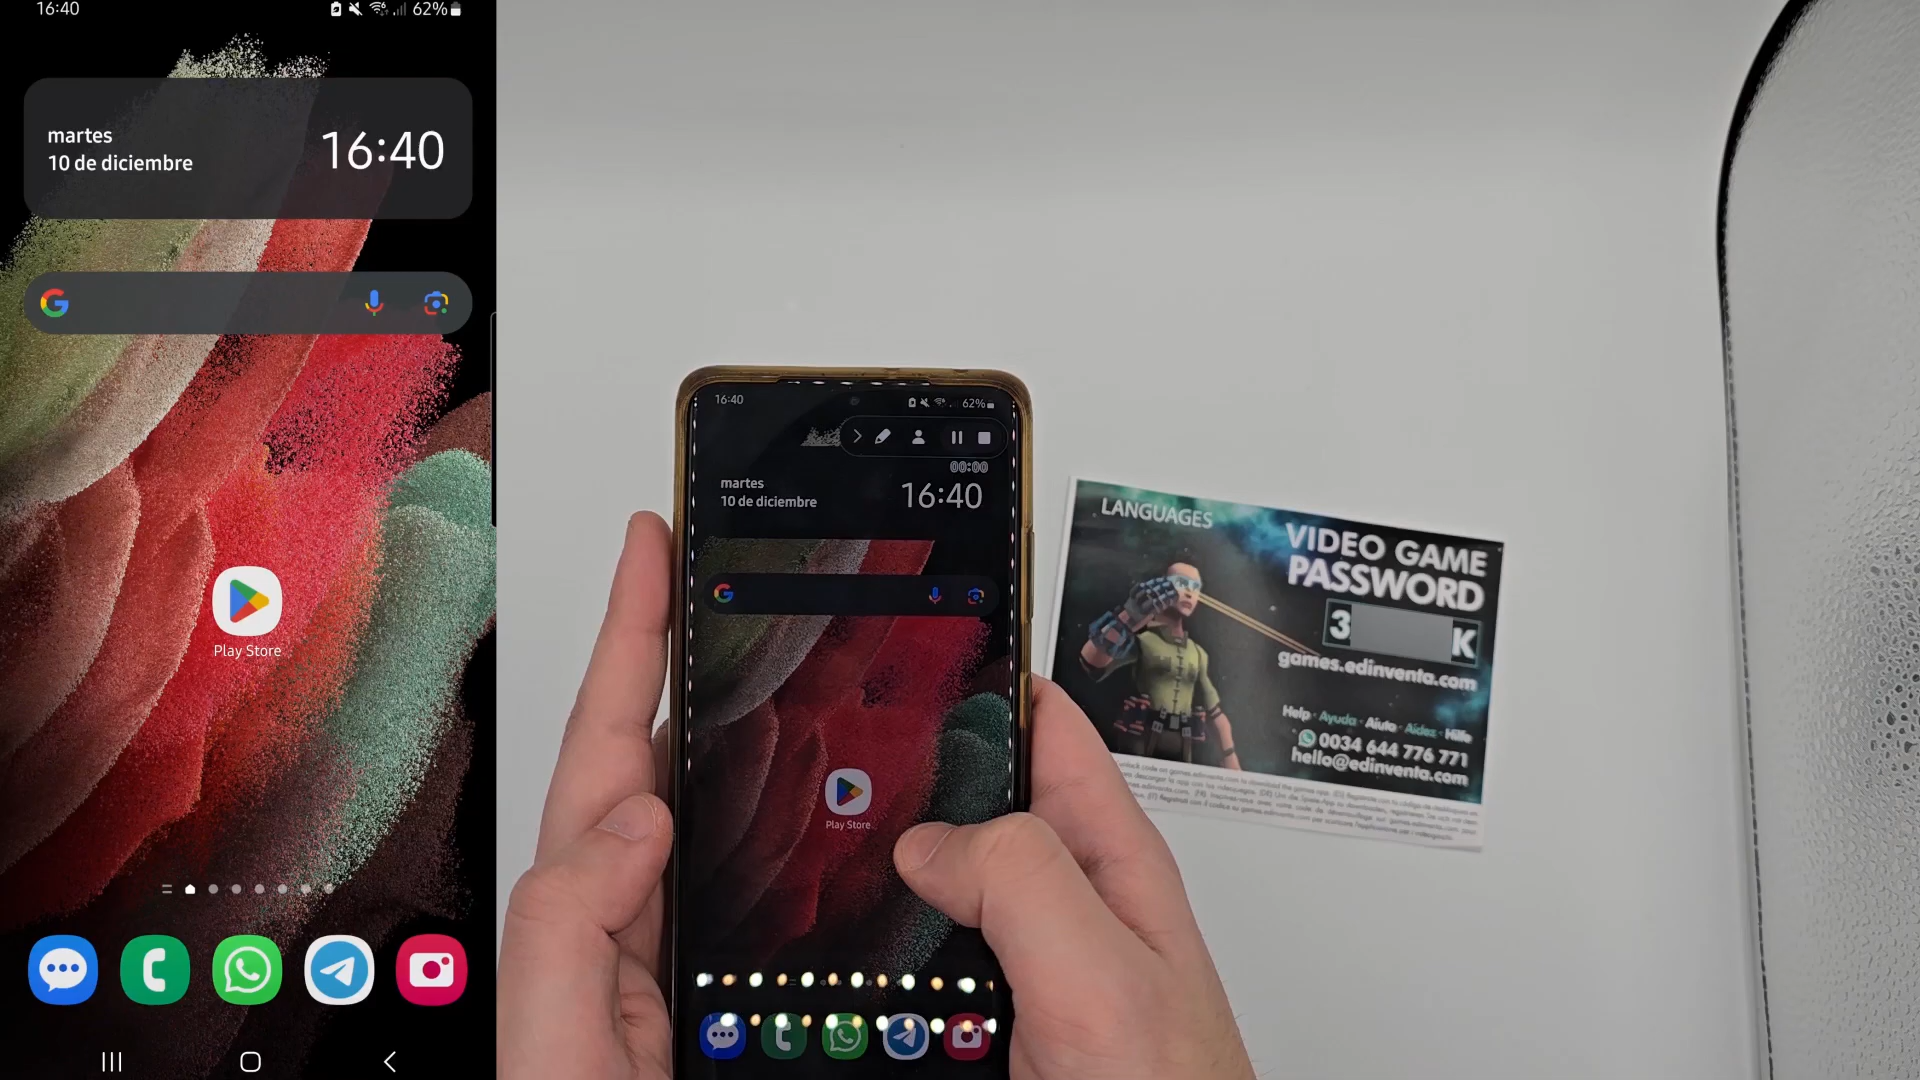 16:40
62%
martes
10 de diciembre
16:40
Play Store
16:40
62%
00:00
martes
10 de diciembre
16:40
Play Store
LANGUAGES
VIDEO GAME
PASSWORD
3 K
games.edinventa.com
Help · Ayuda · Aiuto · Aidez · Hilfe
0034 644 776 771
hello@edinventa.com